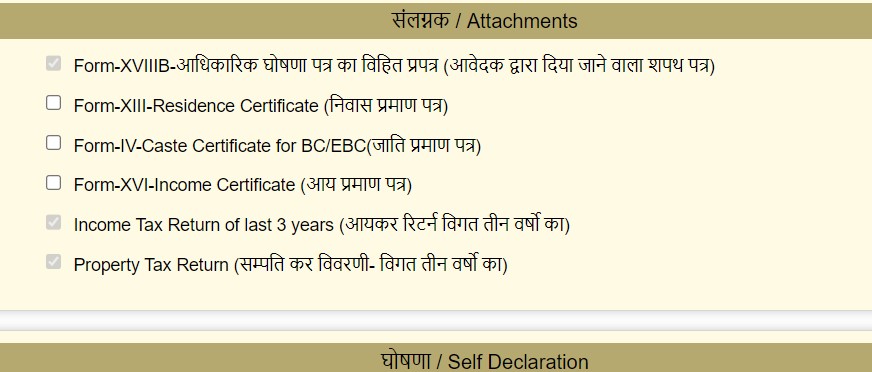 संलग्नक / Attachments
Form-XVIIIB-आधिकारिक घोषणा पत्र का विहित प्रपत्र (आवेदक द्वारा दिया जाने वाला शपथ पत्र)
Form-XIII-Residence Certificate (निवास प्रमाण पत्र)
Form-IV-Caste Certificate for BC/EBC(जाति प्रमाण पत्र)
Form-XVI-Income Certificate (आय प्रमाण पत्र)
Income Tax Return of last 3 years (आयकर रिटर्न विगत तीन वर्षो का)
Property Tax Return (सम्पति कर विवरणी- विगत तीन वर्षो का)
घोषणा / Self Declaration